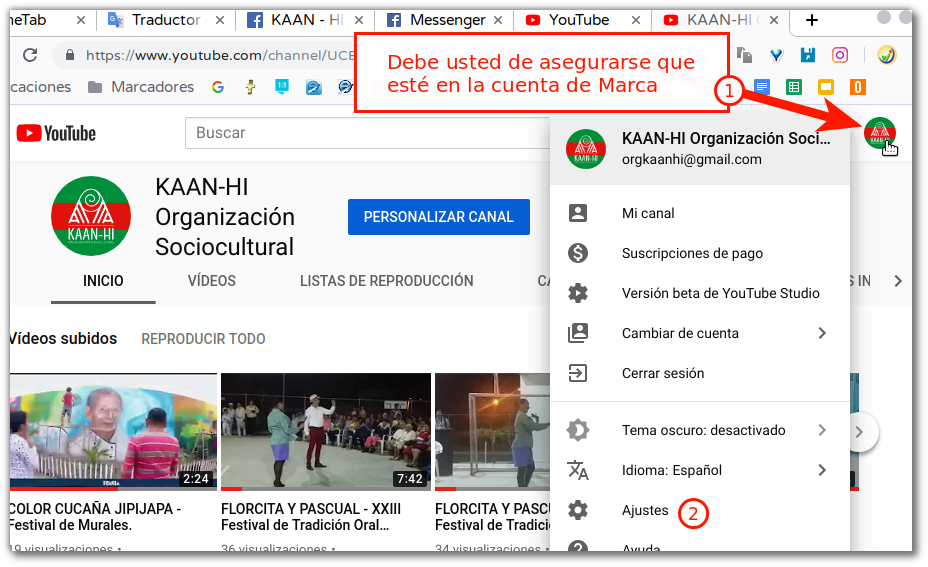 neTab
Traductor
KAAN - HI
Messenger
YouTube
KAAN-HI O
https://www.youtube.com/channel/UCE
Debe usted de asegurarse que
esté en la cuenta de Marca
1
caciones
Marcadores
YouTube
Buscar
KAAN-HI Organización Soci...
orgkaanhi@gmail.com
KAAN-HI
KAAN-HI
Organización
Sociocultural
PERSONALIZAR CANAL
Mi canal
Suscripciones de pago
Versión beta de YouTube Studio
Cambiar de cuenta
Cerrar sesión
INICIO
VÍDEOS
LISTAS DE REPRODUCCIÓN
CA
S IN
Vídeos subidos
REPRODUCIR TODO
Tema oscuro: desactivado
Idioma: Español
Ajustes
2
Ayuda
2:24
7:42
COLOR CUCAÑA JIPIJAPA -
Festival de Murales.
19 visualizaciones •
FLORCITA Y PASCUAL - XXIII
Festival de Tradición Oral...
36 visualizaciones •
FLORCITA Y PA
Festival de Tradic
34 visualizaciones •